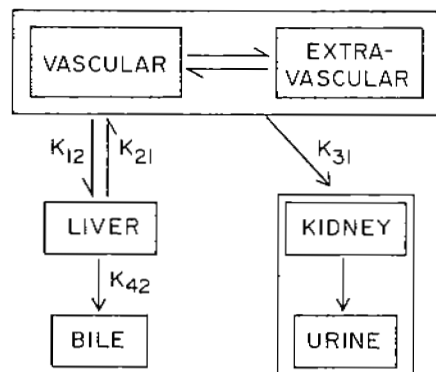 VASCULAR
EXTRA-
VASCULAR
K12
K21
K31
LIVER
KIDNEY
K42
BILE
URINE